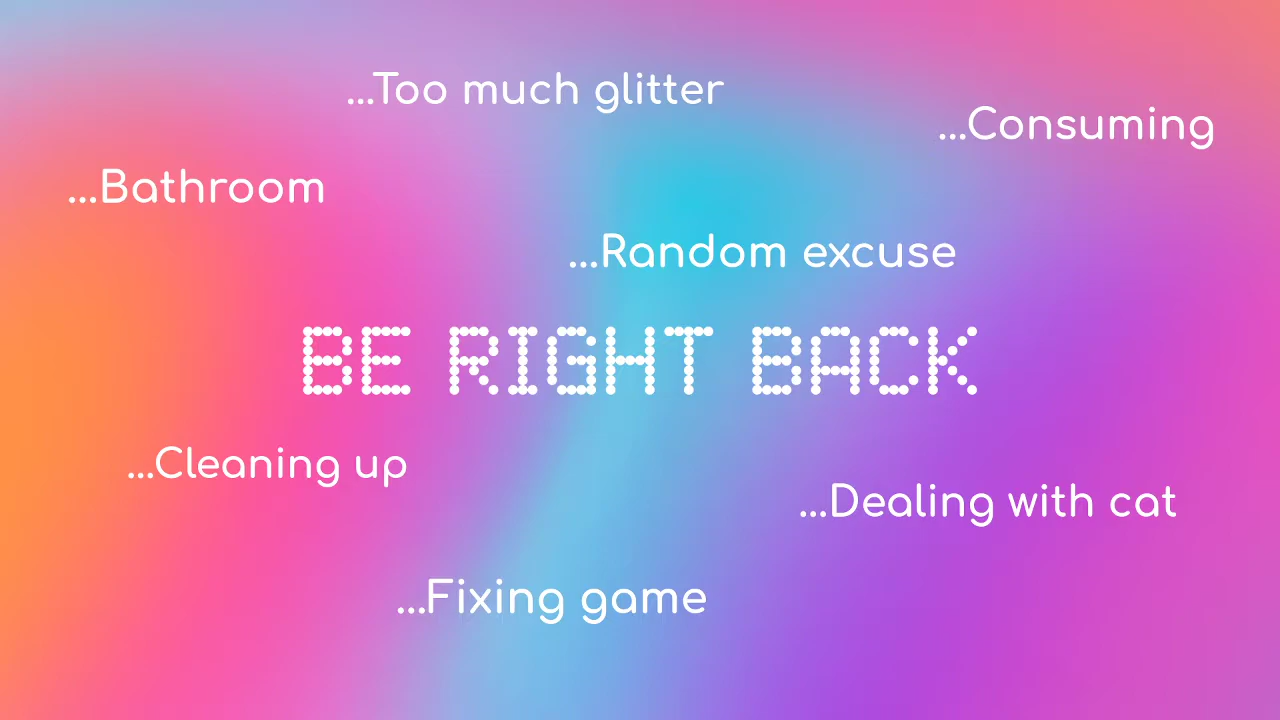 ...Too much glitter
...Consuming
...Bathroom
...Random excuse
BE RIGHT BACK
...Cleaning up
...Dealing with cat
...Fixing game